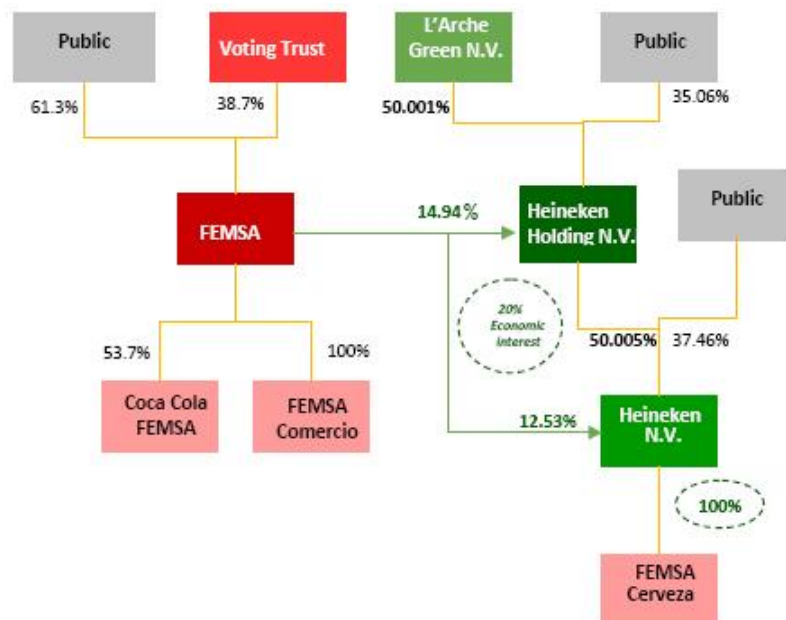 Public
Voting Trust
L'Arche
Green N.V.
Public
61.3%
38.7%
50.001%
35.06%
FEMSA
14.94%
Heineken
Holding N.V.
Public
20%
Economic
interest
53.7%
100%
50.005%
37.46%
Coca Cola
FEMSA
FEMSA
Comercio
12.53%
Heineken
N.V.
100%
FEMSA
Cerveza